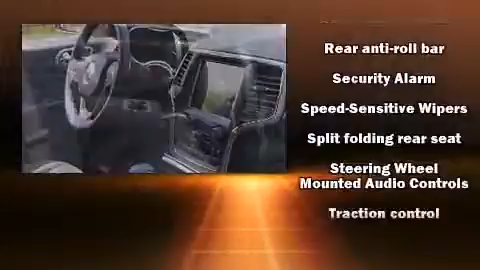 Rear anti-roll bar
Security Alarm
Speed-Sensitive Wipers
Split folding rear seat
Steering Wheel
Mounted Audio Controls
Traction control